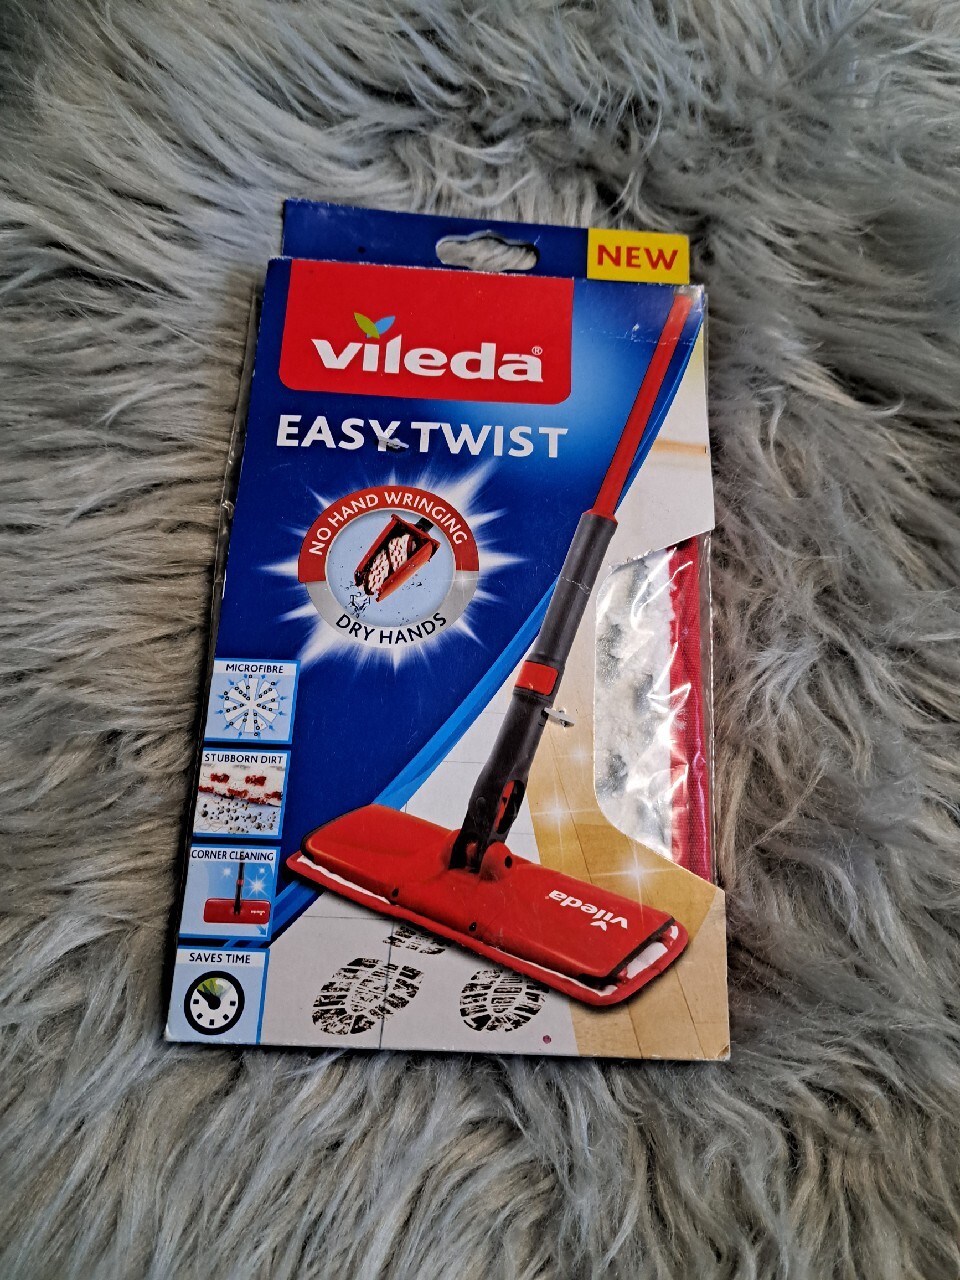 NEW
vileda®
EASY TWIST
NO HAND WRINGING
DRY HANDS
MICROFIBRE
STUBBORN DIRT
CORNER CLEANING
SAVES TIME
vileda